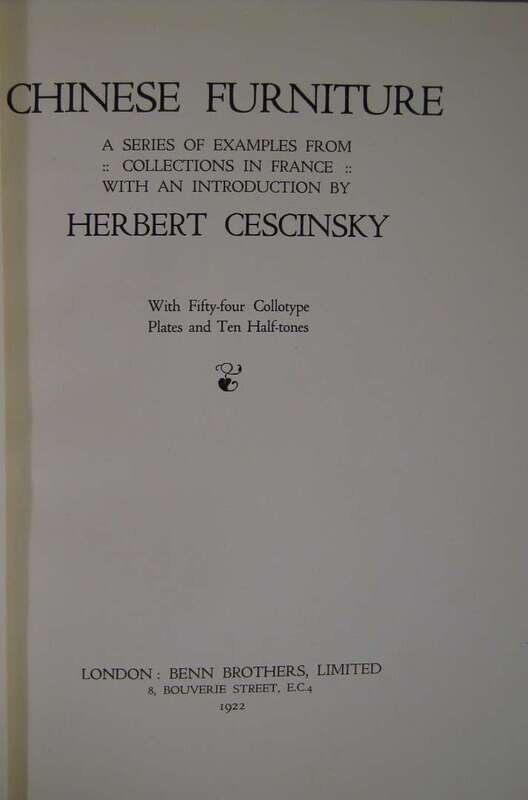 CHINESE FURNITURE
A SERIES OF EXAMPLES FROM
:: COLLECTIONS IN FRANCE ::
WITH AN INTRODUCTION BY
HERBERT CESCINSKY
With Fifty-four Collotype
Plates and Ten Half-tones
LONDON: BENN BROTHERS, LIMITED
8, BOUVERIE STREET, E.C.4
1922